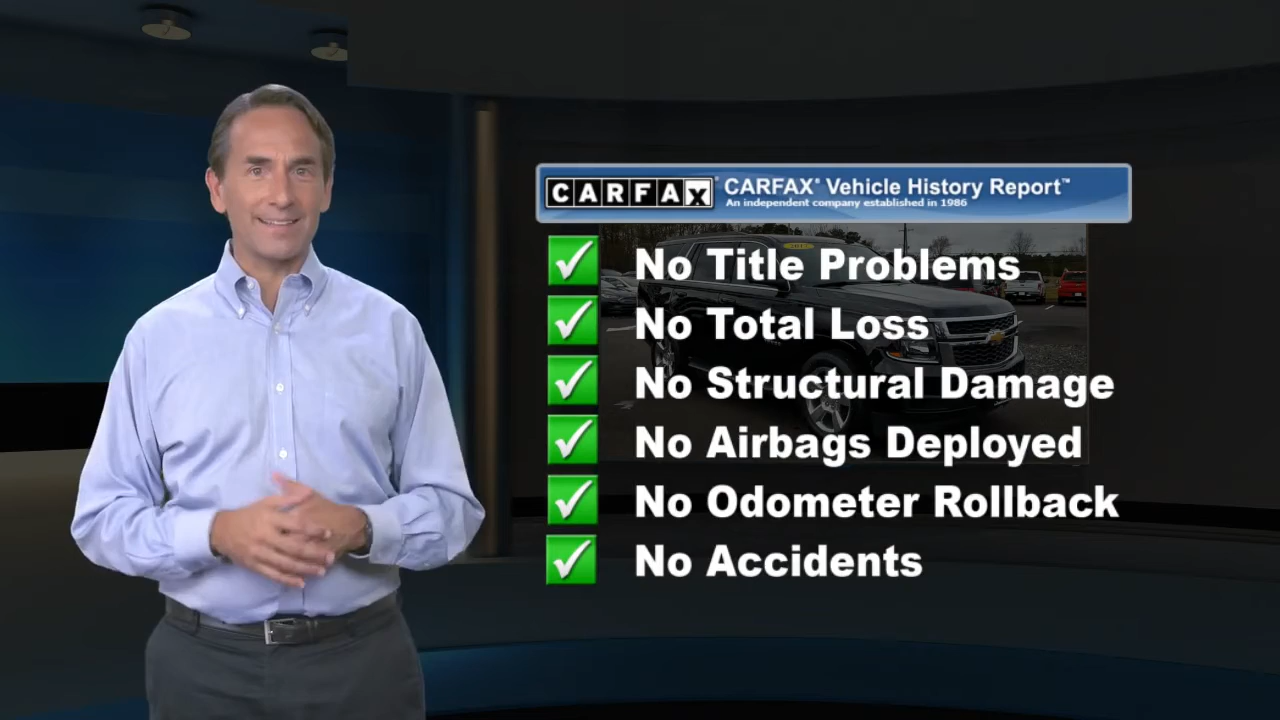 CARFAX® CARFAX® Vehicle History Report™
An independent company established in 1986
No Title Problems
No Total Loss
No Structural Damage
No Airbags Deployed
No Odometer Rollback
No Accidents